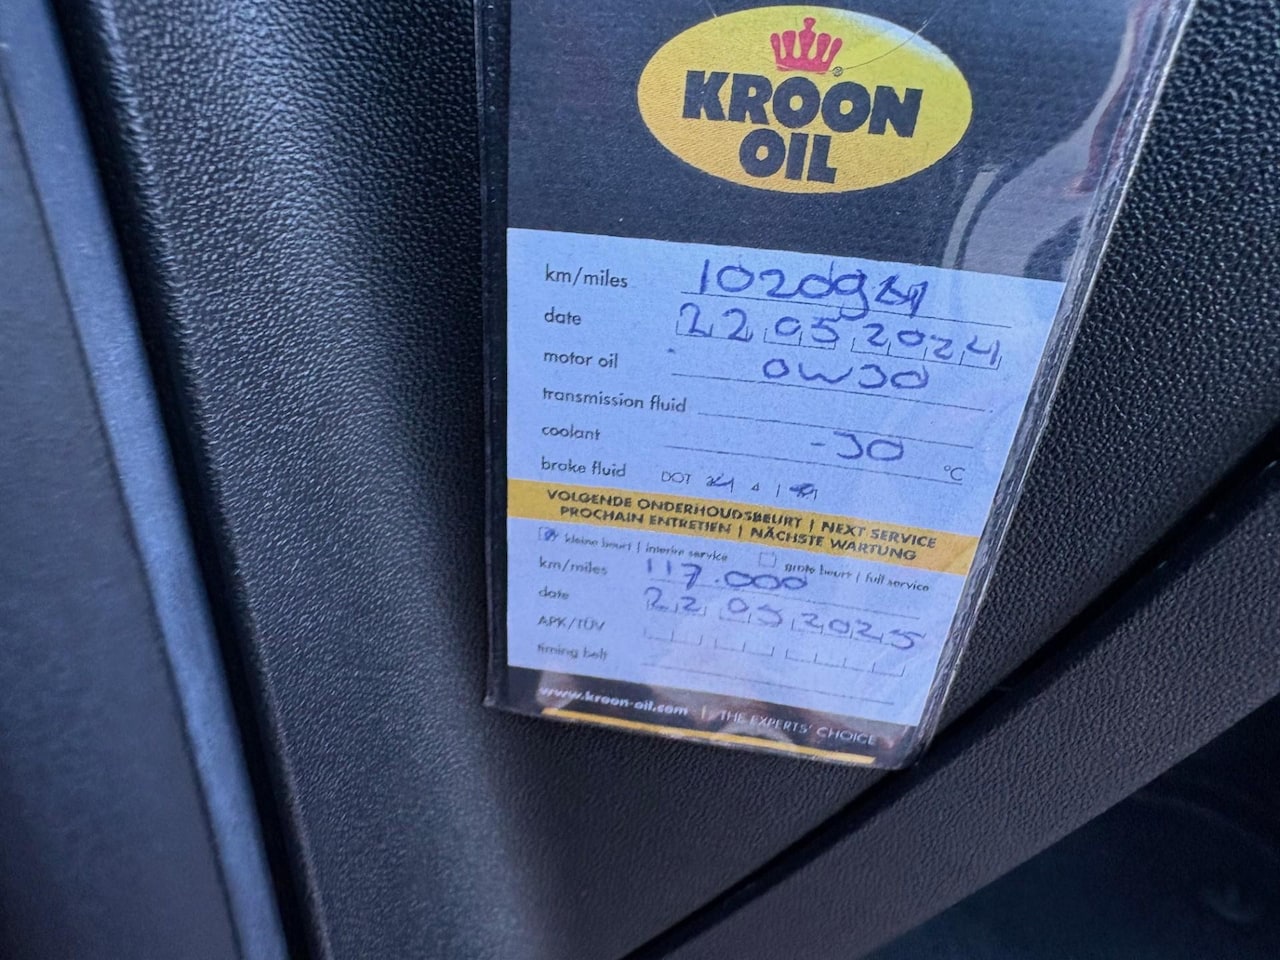 KROON
OIL
km/miles
date 22 05 2024
motor oil 0W30
transmission fluid
coolant -30 °C
brake fluid DOT 4
VOLGENDE ONDERHOUDSBEURT | NEXT SERVICE
PROCHAIN ENTRETIEN | NÄCHSTE WARTUNG
kleine beurt | interim service grote beurt | full service
km/miles 117.000
date 22 05 2025
APK/TÜV
timing belt
www.kroon-oil.com | THE EXPERTS' CHOICE